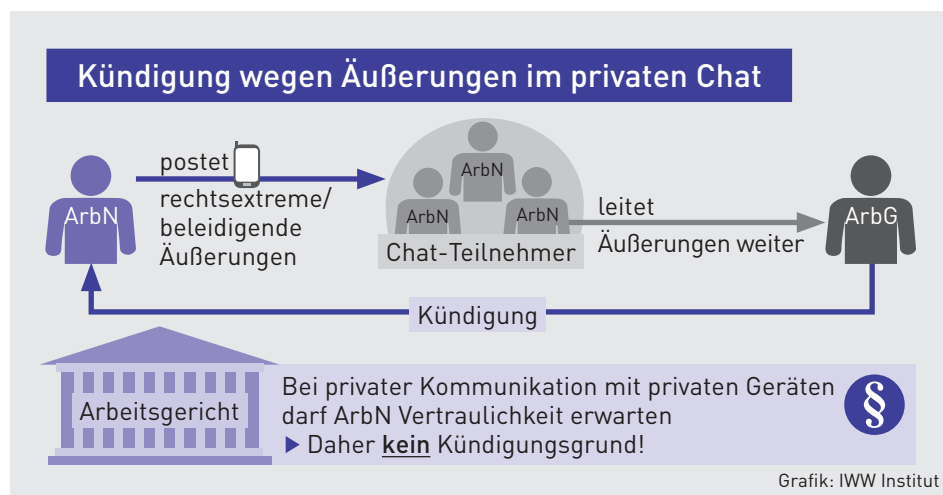 Kündigung wegen Äußerungen im privaten Chat
postet
rechtsextreme/
beleidigende
Äußerungen
ArbN
ArbN
ArbN
ArbN
Chat-Teilnehmer
leitet
Äußerungen weiter
ArbG
Kündigung
Arbeitsgericht
Bei privater Kommunikation mit privaten Geräten
darf ArbN Vertraulichkeit erwarten
▶ Daher kein Kündigungsgrund!
§
Grafik: IWW Institut